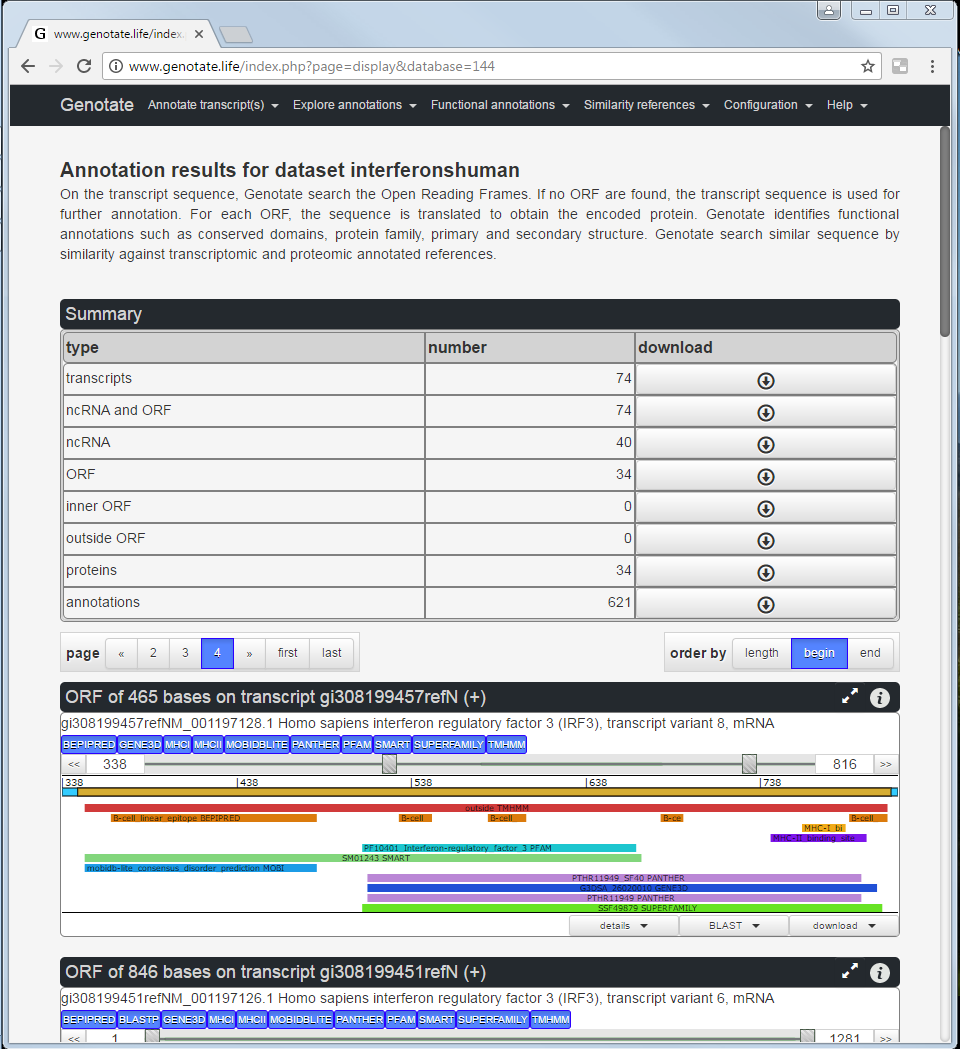 G www.genotate.life/index.
www.genotate.life/index.php?page=display&database=144
Genotate Annotate transcript(s) Explore annotations Functional annotations Similarity references Configuration Help
Annotation results for dataset interferonshuman
On the transcript sequence, Genotate search the Open Reading Frames. If no ORF are found, the transcript sequence is used for
further annotation. For each ORF, the sequence is translated to obtain the encoded protein. Genotate identifies functional
annotations such as conserved domains, protein family, primary and secondary structure. Genotate search similar sequence by
similarity against transcriptomic and proteomic annotated references.
Summary
type number download
transcripts 74
ncRNA and ORF 74
ncRNA 40
ORF 34
inner ORF 0
outside ORF 0
proteins 34
annotations 621
page « 2 3 4 » first last order by length begin end
ORF of 465 bases on transcript gi308199457refN (+)
gi308199457refNM_001197128.1 Homo sapiens interferon regulatory factor 3 (IRF3), transcript variant 8, mRNA
BEPIPRED GENE3D MHCI MHCII MOBIDBLITE PANTHER PFAM SMART SUPERFAMILY TMHMM
<< 338 816 >>
|338 |438 |538 |638 |738
outside TMHMM
B-cell_linear_epitope BEPIPRED B-cell B-cell B-ce B-cell
MHC-I_bi
MHC-II_binding_site
PF10401_Interferon-regulatory_factor_3 PFAM
SM01243 SMART
mobidb-lite_consensus_disorder_prediction MOBI
PTHR11949_SF40 PANTHER
G3DSA_26020010 GENE3D
PTHR11949 PANTHER
SSF49879 SUPERFAMILY
details BLAST download
ORF of 846 bases on transcript gi308199451refN (+)
gi308199451refNM_001197126.1 Homo sapiens interferon regulatory factor 3 (IRF3), transcript variant 6, mRNA
BEPIPRED BLASTP GENE3D MHCI MHCII MOBIDBLITE PANTHER PFAM SMART SUPERFAMILY TMHMM
<< 1 1281 >>